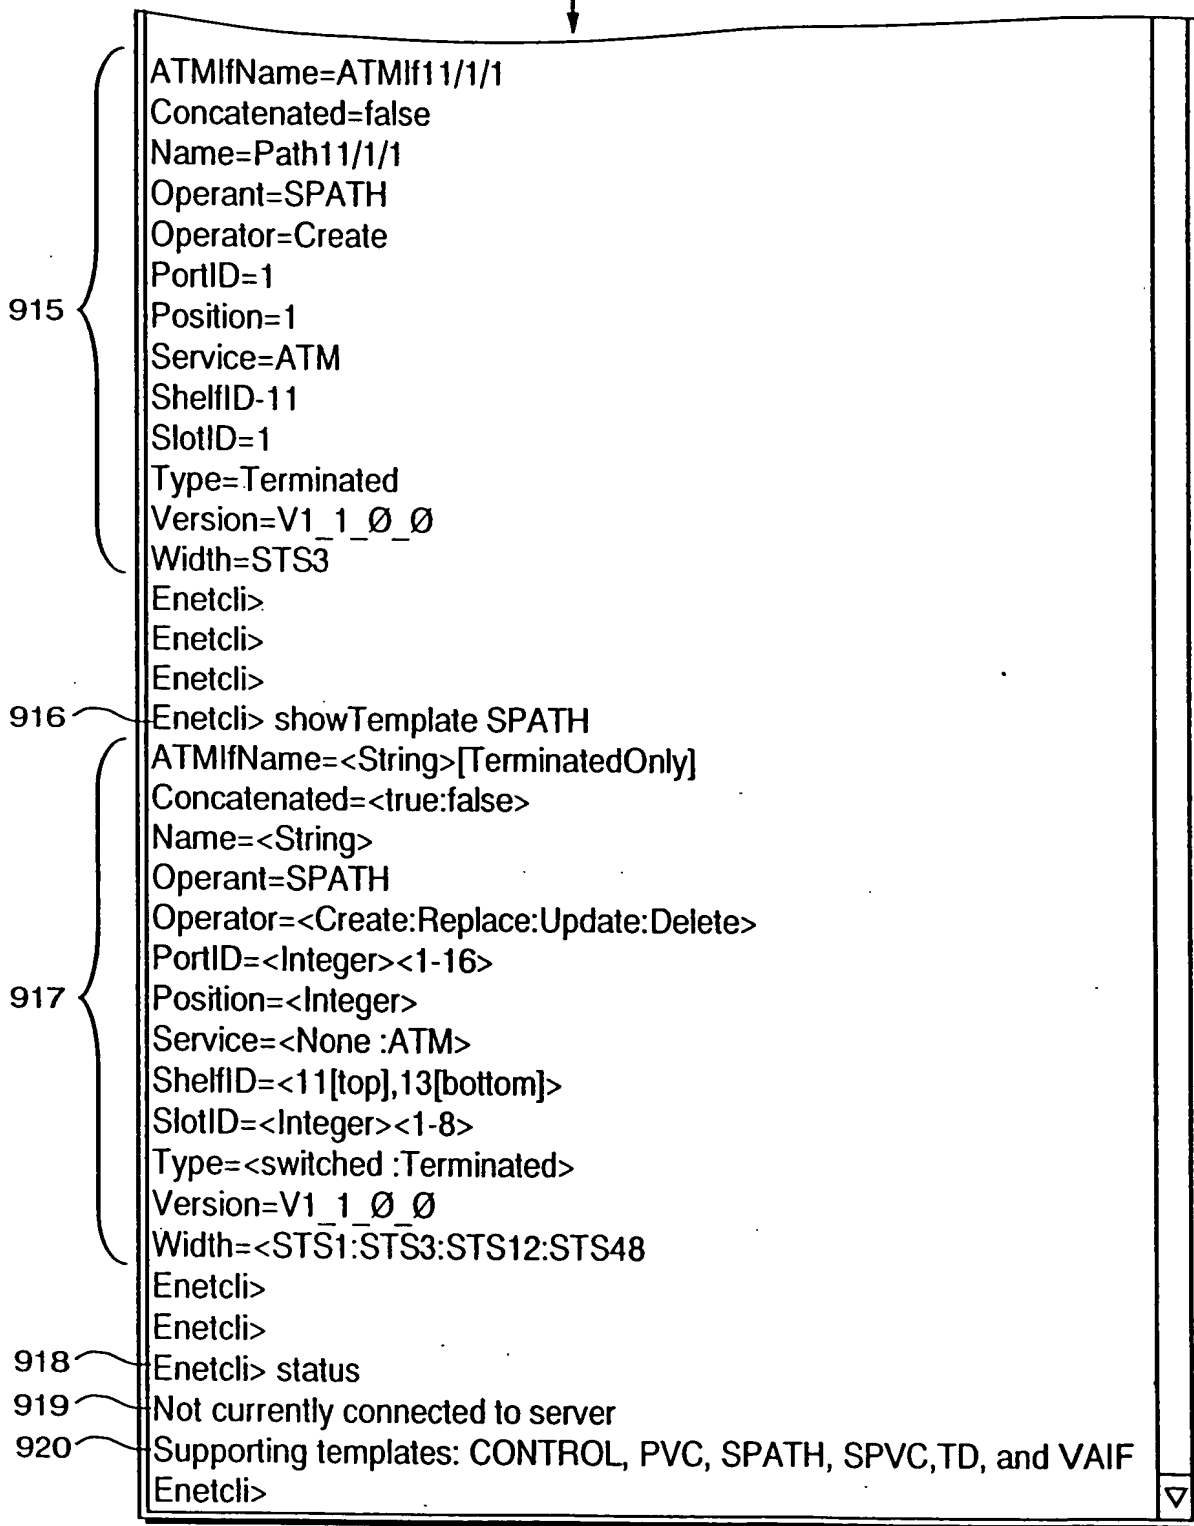 ATMIfName=ATMIf11/1/1
Concatenated=false
Name=Path11/1/1
Operant=SPATH
Operator=Create
PortID=1
915
Position=1
Service=ATM
ShelfID-11
SlotID=1
Type=Terminated
Version=V1_1_Ø_Ø
Width=STS3
Enetcli>
Enetcli>
Enetcli>
916 Enetcli> showTemplate SPATH
ATMIfName=<String>[TerminatedOnly]
Concatenated=<true:false>
Name=<String>
Operant=SPATH
Operator=<Create:Replace:Update:Delete>
PortID=<Integer><1-16>
917 Position=<Integer>
Service=<None :ATM>
ShelfID=<11[top],13[bottom]>
SlotID=<Integer><1-8>
Type=<switched :Terminated>
Version=V1_1_Ø_Ø
Width=<STS1:STS3:STS12:STS48
Enetcli>
Enetcli>
918 Enetcli> status
919 Not currently connected to server
920 Supporting templates: CONTROL, PVC, SPATH, SPVC,TD, and VAIF
Enetcli>